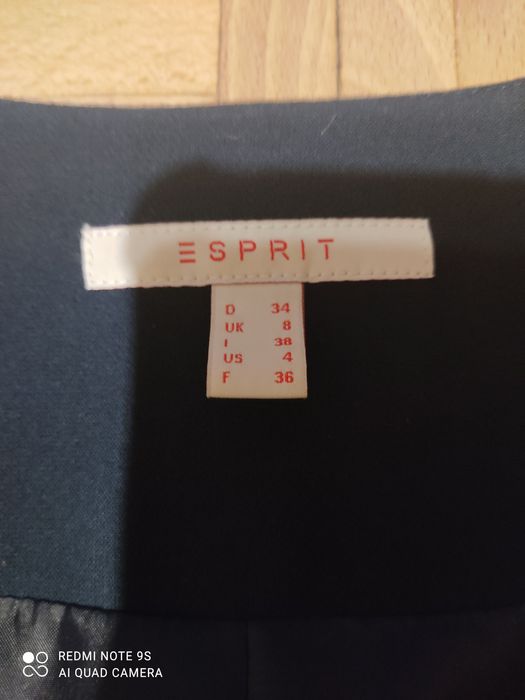 ESPRIT
D 34
UK 8
I 38
US 4
F 36
REDMI NOTE 9S
AI QUAD CAMERA